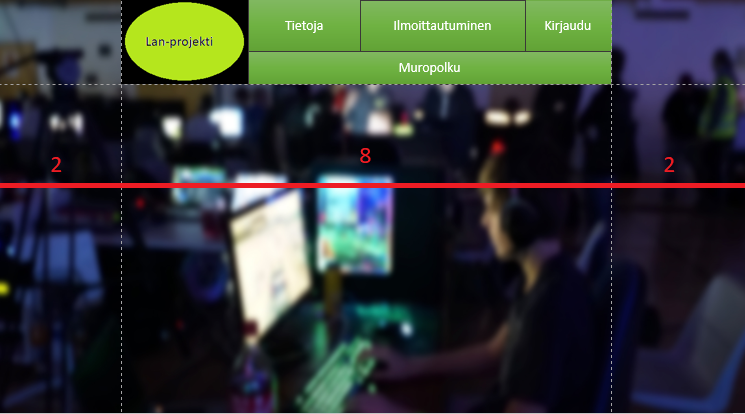 Lan-projekti
Tietoja
Ilmoittautuminen
Kirjaudu
Muropolku
2
8
2